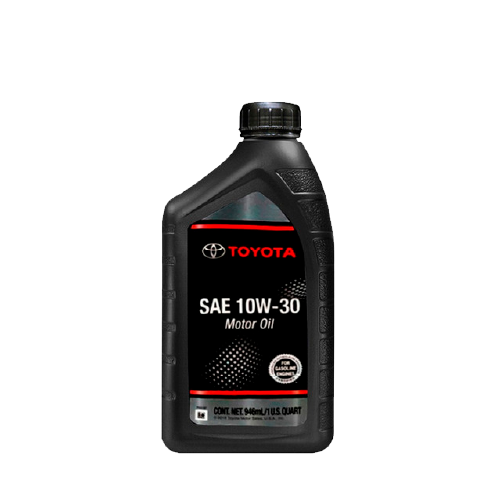 TOYOTA
SAE 10W-30
Motor Oil
FOR
GASOLINE
ENGINES
CONT. NET. 946mL/1 U.S. QUART